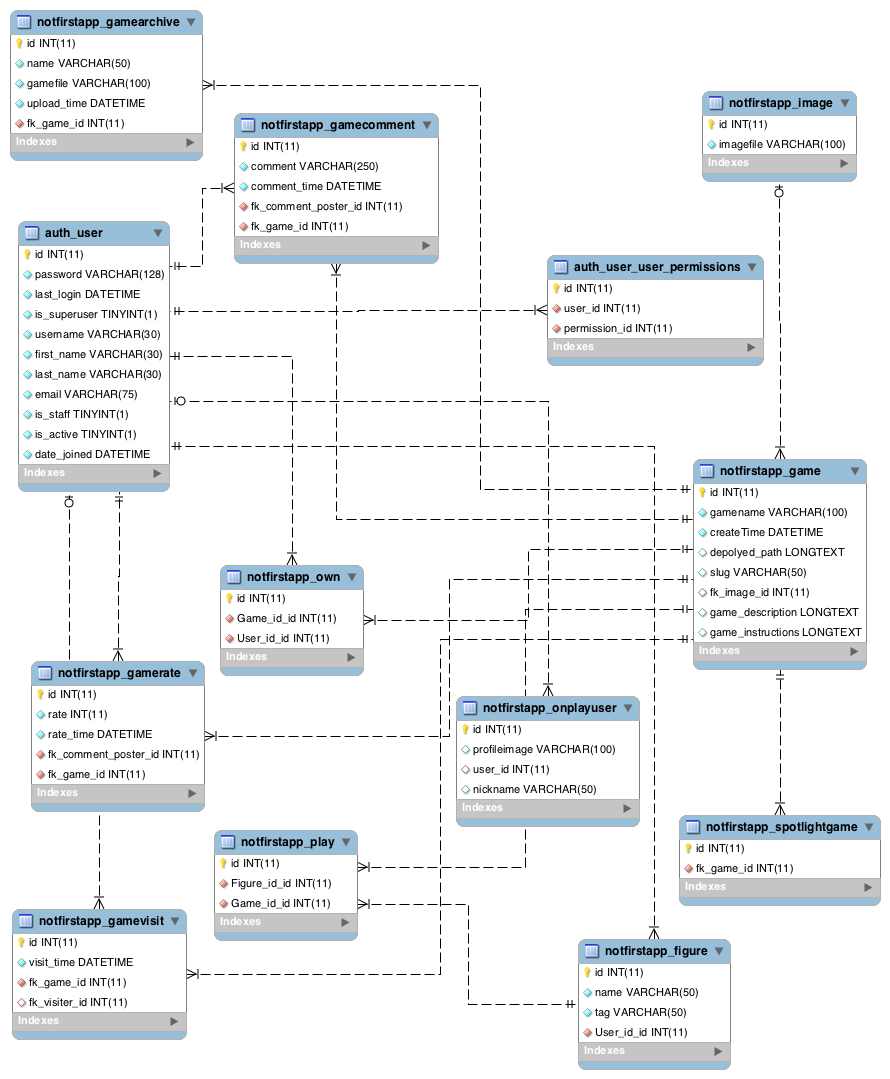 notfirstapp_gamearchive
id INT(11)
name VARCHAR(50)
gamefile VARCHAR(100)
upload_time DATETIME
fk_game_id INT(11)
Indexes
notfirstapp_image
id INT(11)
imagefile VARCHAR(100)
Indexes
notfirstapp_gamecomment
id INT(11)
comment VARCHAR(250)
comment_time DATETIME
fk_comment_poster_id INT(11)
fk_game_id INT(11)
Indexes
auth_user
id INT(11)
password VARCHAR(128)
last_login DATETIME
is_superuser TINYINT(1)
username VARCHAR(30)
first_name VARCHAR(30)
last_name VARCHAR(30)
email VARCHAR(75)
is_staff TINYINT(1)
is_active TINYINT(1)
date_joined DATETIME
Indexes
auth_user_user_permissions
id INT(11)
user_id INT(11)
permission_id INT(11)
Indexes
notfirstapp_game
id INT(11)
gamename VARCHAR(100)
createTime DATETIME
depolyed_path LONGTEXT
slug VARCHAR(50)
fk_image_id INT(11)
game_description LONGTEXT
game_instructions LONGTEXT
Indexes
notfirstapp_own
id INT(11)
Game_id_id INT(11)
User_id_id INT(11)
Indexes
notfirstapp_gamerate
id INT(11)
rate INT(11)
rate_time DATETIME
fk_comment_poster_id INT(11)
fk_game_id INT(11)
Indexes
notfirstapp_onplayuser
id INT(11)
profileimage VARCHAR(100)
user_id INT(11)
nickname VARCHAR(50)
Indexes
notfirstapp_spotlightgame
id INT(11)
fk_game_id INT(11)
Indexes
notfirstapp_play
id INT(11)
Figure_id_id INT(11)
Game_id_id INT(11)
Indexes
notfirstapp_gamevisit
id INT(11)
visit_time DATETIME
fk_game_id INT(11)
fk_visiter_id INT(11)
Indexes
notfirstapp_figure
id INT(11)
name VARCHAR(50)
tag VARCHAR(50)
User_id_id INT(11)
Indexes